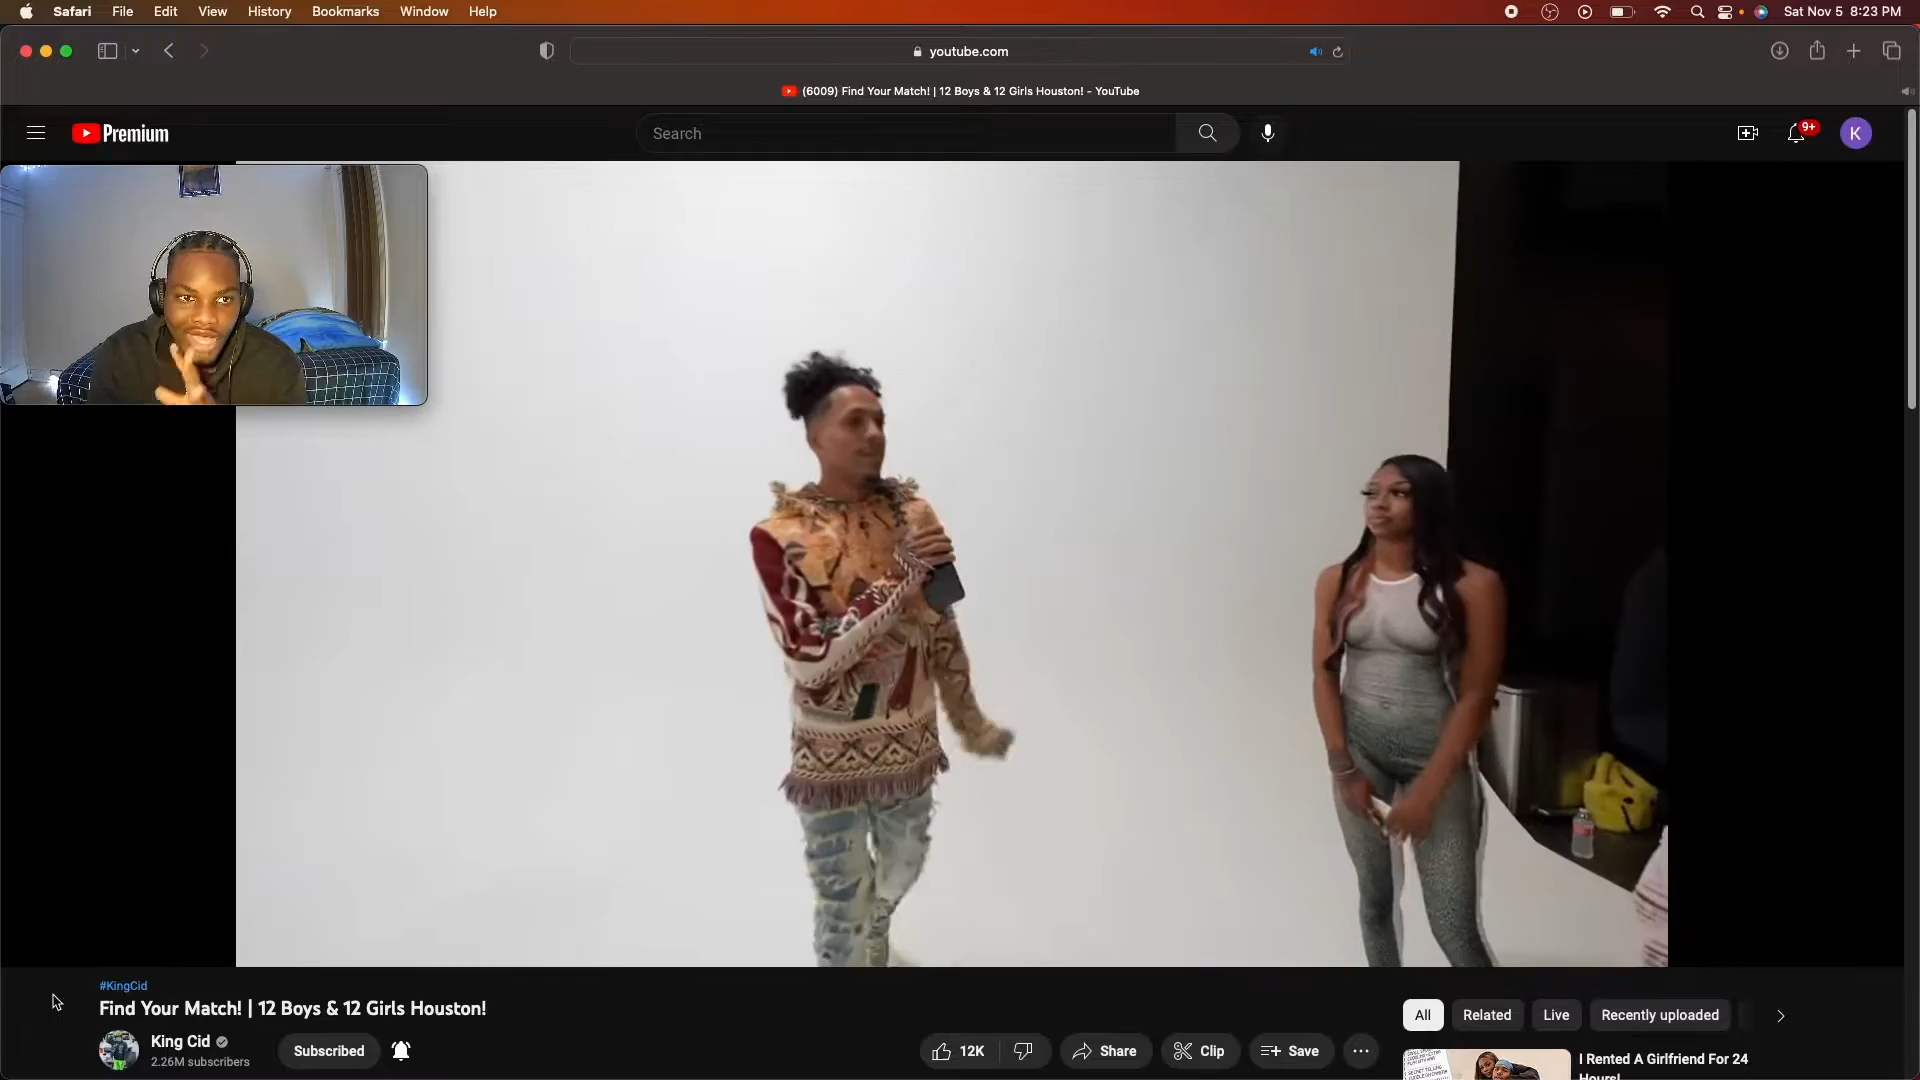 Safari File Edit View History Bookmarks Window Help Sat Nov 5 8:23 PM
youtube.com
(6009) Find Your Match! | 12 Boys & 12 Girls Houston! - YouTube
Premium Search 9+ K
#KingCid
Find Your Match! | 12 Boys & 12 Girls Houston!
King Cid
2.26M subscribers
Subscribed
12K Share Clip Save
All Related Live Recently uploaded
I Rented A Girlfriend For 24
Hours!